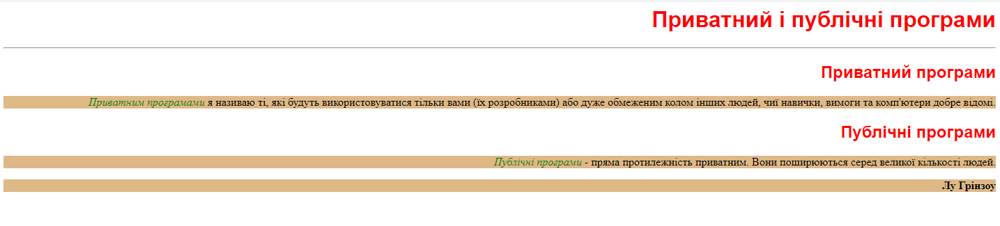 Приватний і публічні програми
Приватний програми
Приватним програмами я називаю ті, які будуть використовуватися тільки вами (їх розробниками) або дуже обмеженим колом інших людей, чиї навички, вимоги та комп'ютери добре відомі.
Публічні програми
Публічні програми - пряма протилежність приватним. Вони поширюються серед великої кількості людей.
Лу Грінзоу